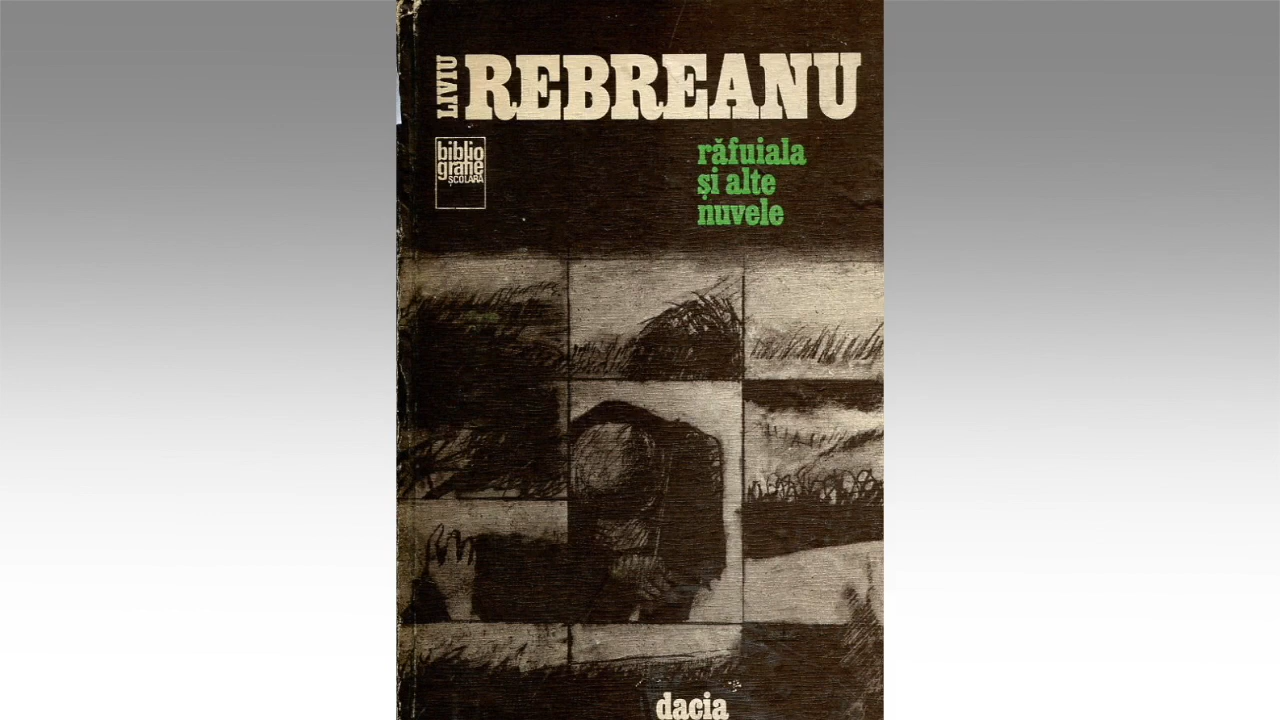 LIVIU
REBREANU
biblio
grafie
ȘCOLARĂ
răfuiala
și alte
nuvele
dacia